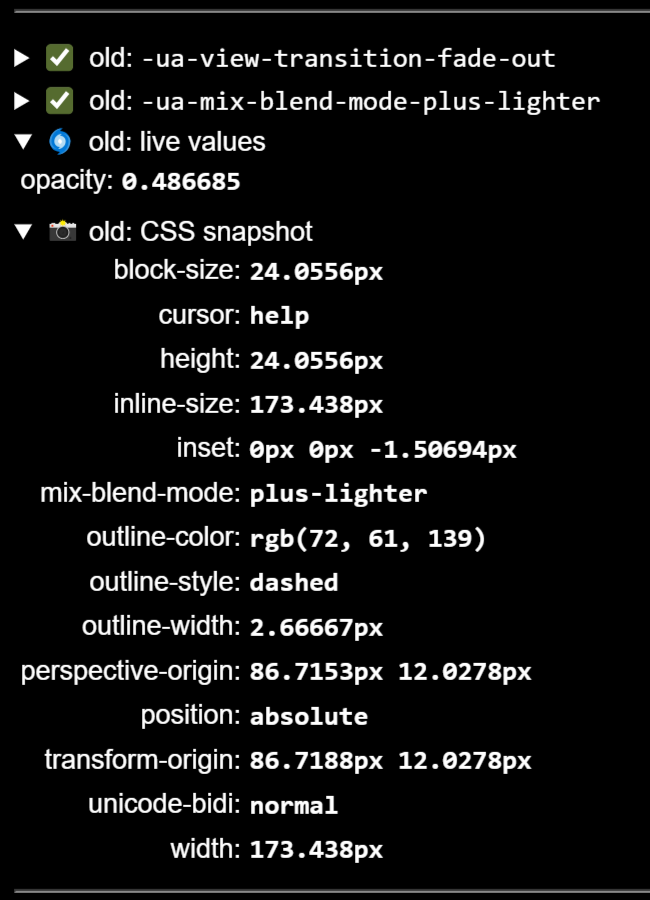 old: -ua-view-transition-fade-out
old: -ua-mix-blend-mode-plus-lighter
old: live values
opacity: 0.486685
old: CSS snapshot
block-size: 24.0556px
cursor: help
height: 24.0556px
inline-size: 173.438px
inset: 0px 0px -1.50694px
mix-blend-mode: plus-lighter
outline-color: rgb(72, 61, 139)
outline-style: dashed
outline-width: 2.66667px
perspective-origin: 86.7153px 12.0278px
position: absolute
transform-origin: 86.7188px 12.0278px
unicode-bidi: normal
width: 173.438px